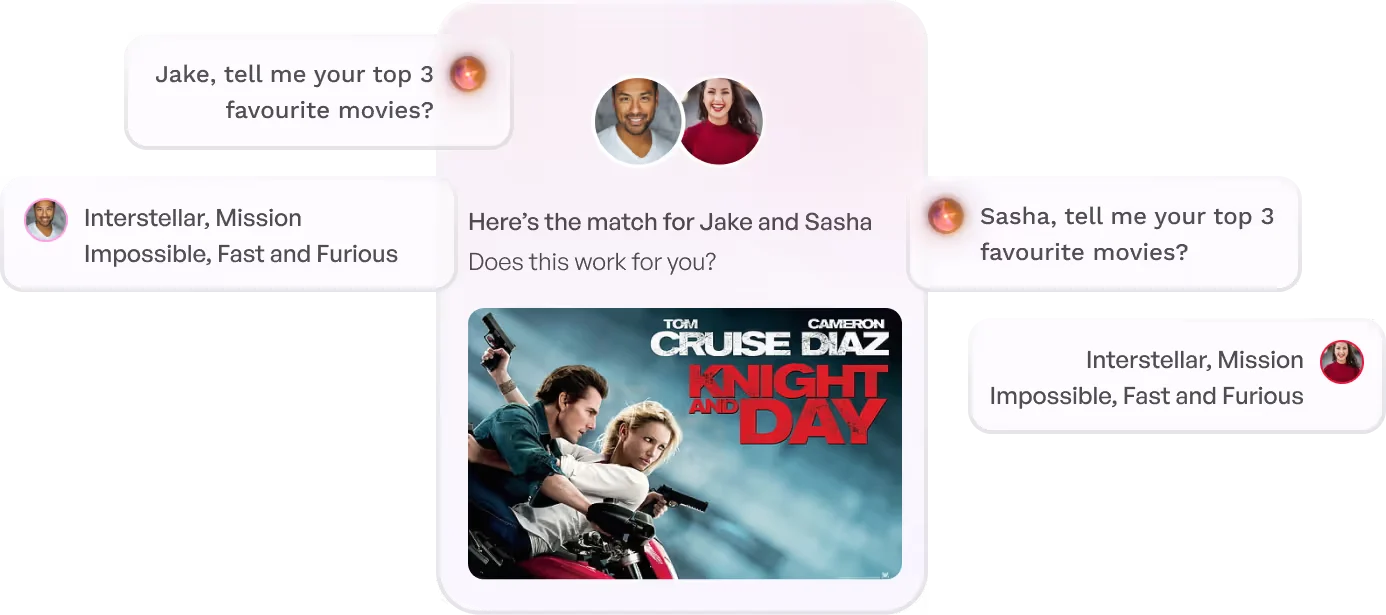 Jake, tell me your top 3
favourite movies?
Interstellar, Mission
Impossible, Fast and Furious
Here’s the match for Jake and Sasha
Does this work for you?
TOM CAMERON
CRUISE DIAZ
KNIGHT
AND DAY
Sasha, tell me your top 3
favourite movies?
Interstellar, Mission
Impossible, Fast and Furious